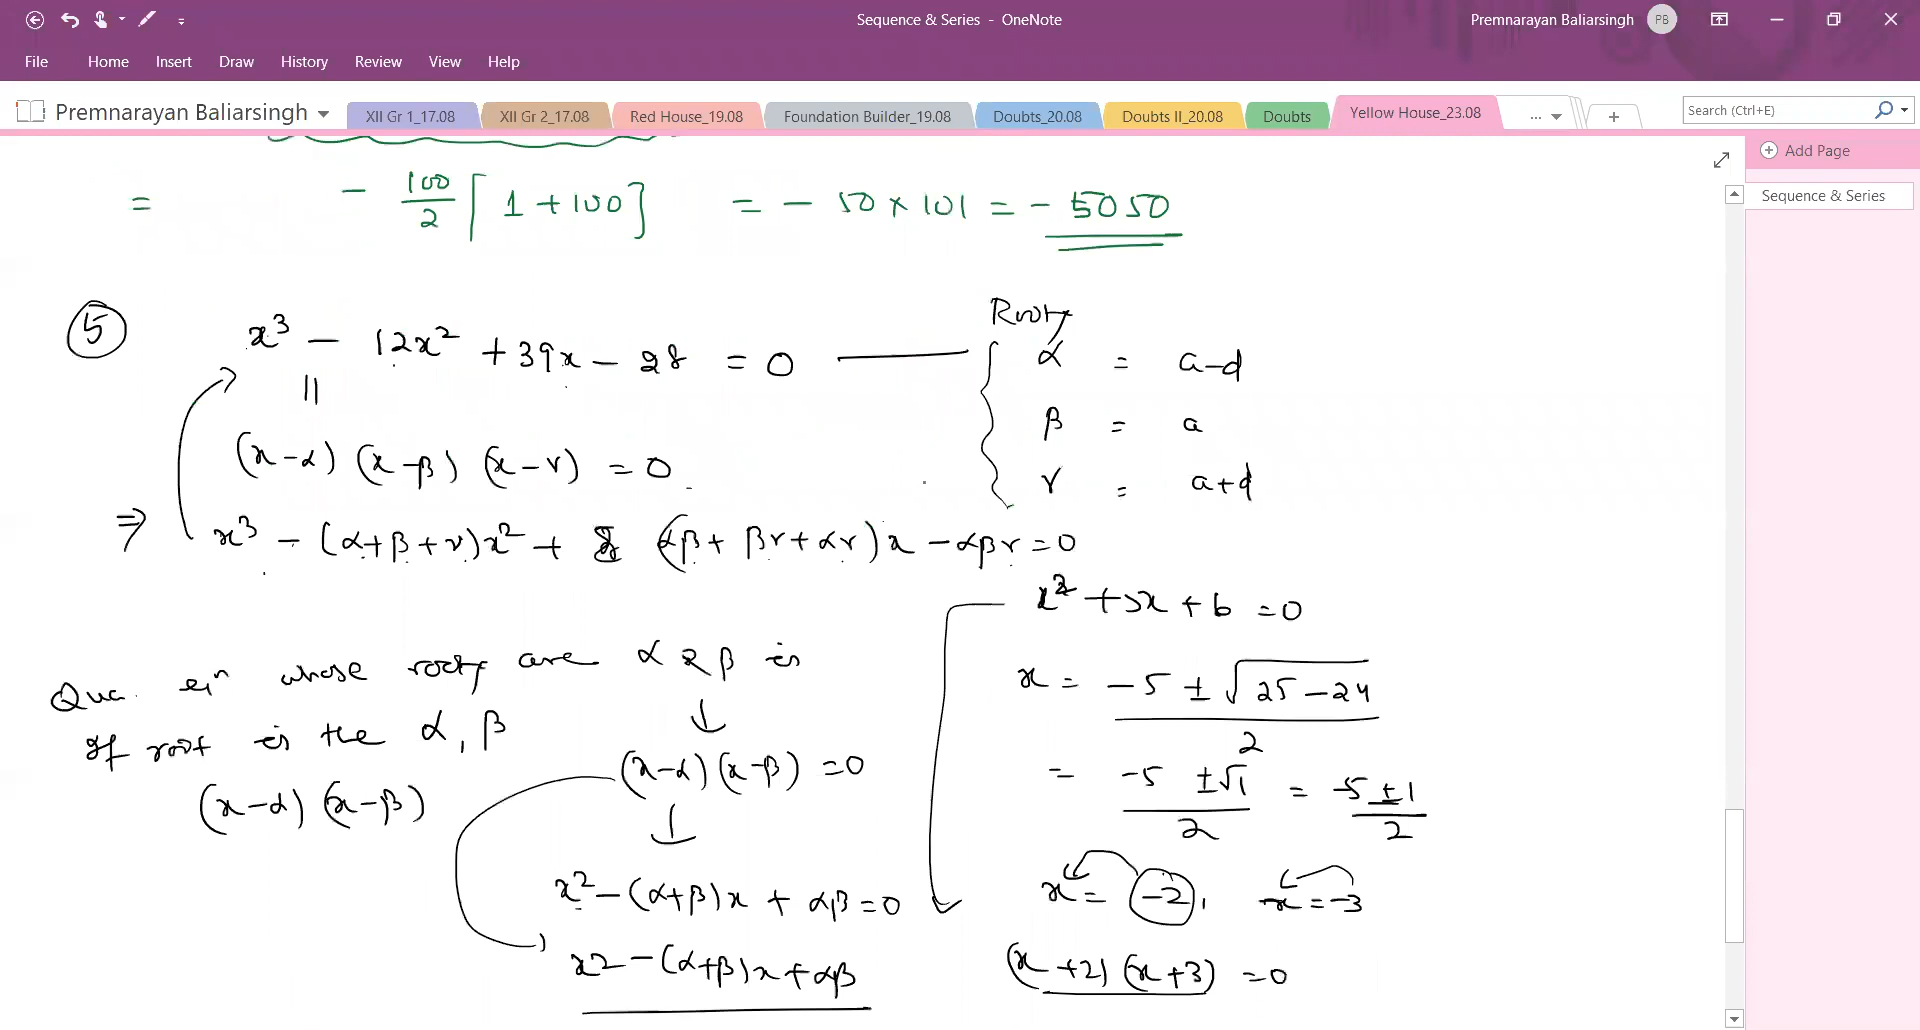 Sequence & Series - OneNote
Premnarayan Baliarsingh PB
File Home Insert Draw History Review View Help
Premnarayan Baliarsingh
XII Gr 1_17.08 XII Gr 2_17.08 Red House_19.08 Foundation Builder_19.08 Doubts_20.08 Doubts II_20.08 Doubts Yellow House_23.08 ... +
Search (Ctrl+E)
Add Page
Sequence & Series
= - 100/2 [1 + 100] = - 50 × 101 = - 5050
5
x³ - 12x² + 39x - 28 = 0
Roots
α = a-d
β = a
γ = a+d
||
(x-α) (x-β) (x-γ) = 0
⇒ x³ - (α+β+γ)x² + (αβ + βγ + αγ)x - αβγ = 0
Qua. eqn whose roots are α & β is
If root is the α, β
(x-α) (x-β)
(x-α) (x-β) = 0
x² - (α+β)x + αβ = 0
x2 - (α+β)x + αβ
x² + 5x + 6 = 0
x = (-5 ± √25 - 24)/2
= (-5 ± √1)/2 = (-5 ± 1)/2
x = -2, x = -3
(x+2) (x+3) = 0